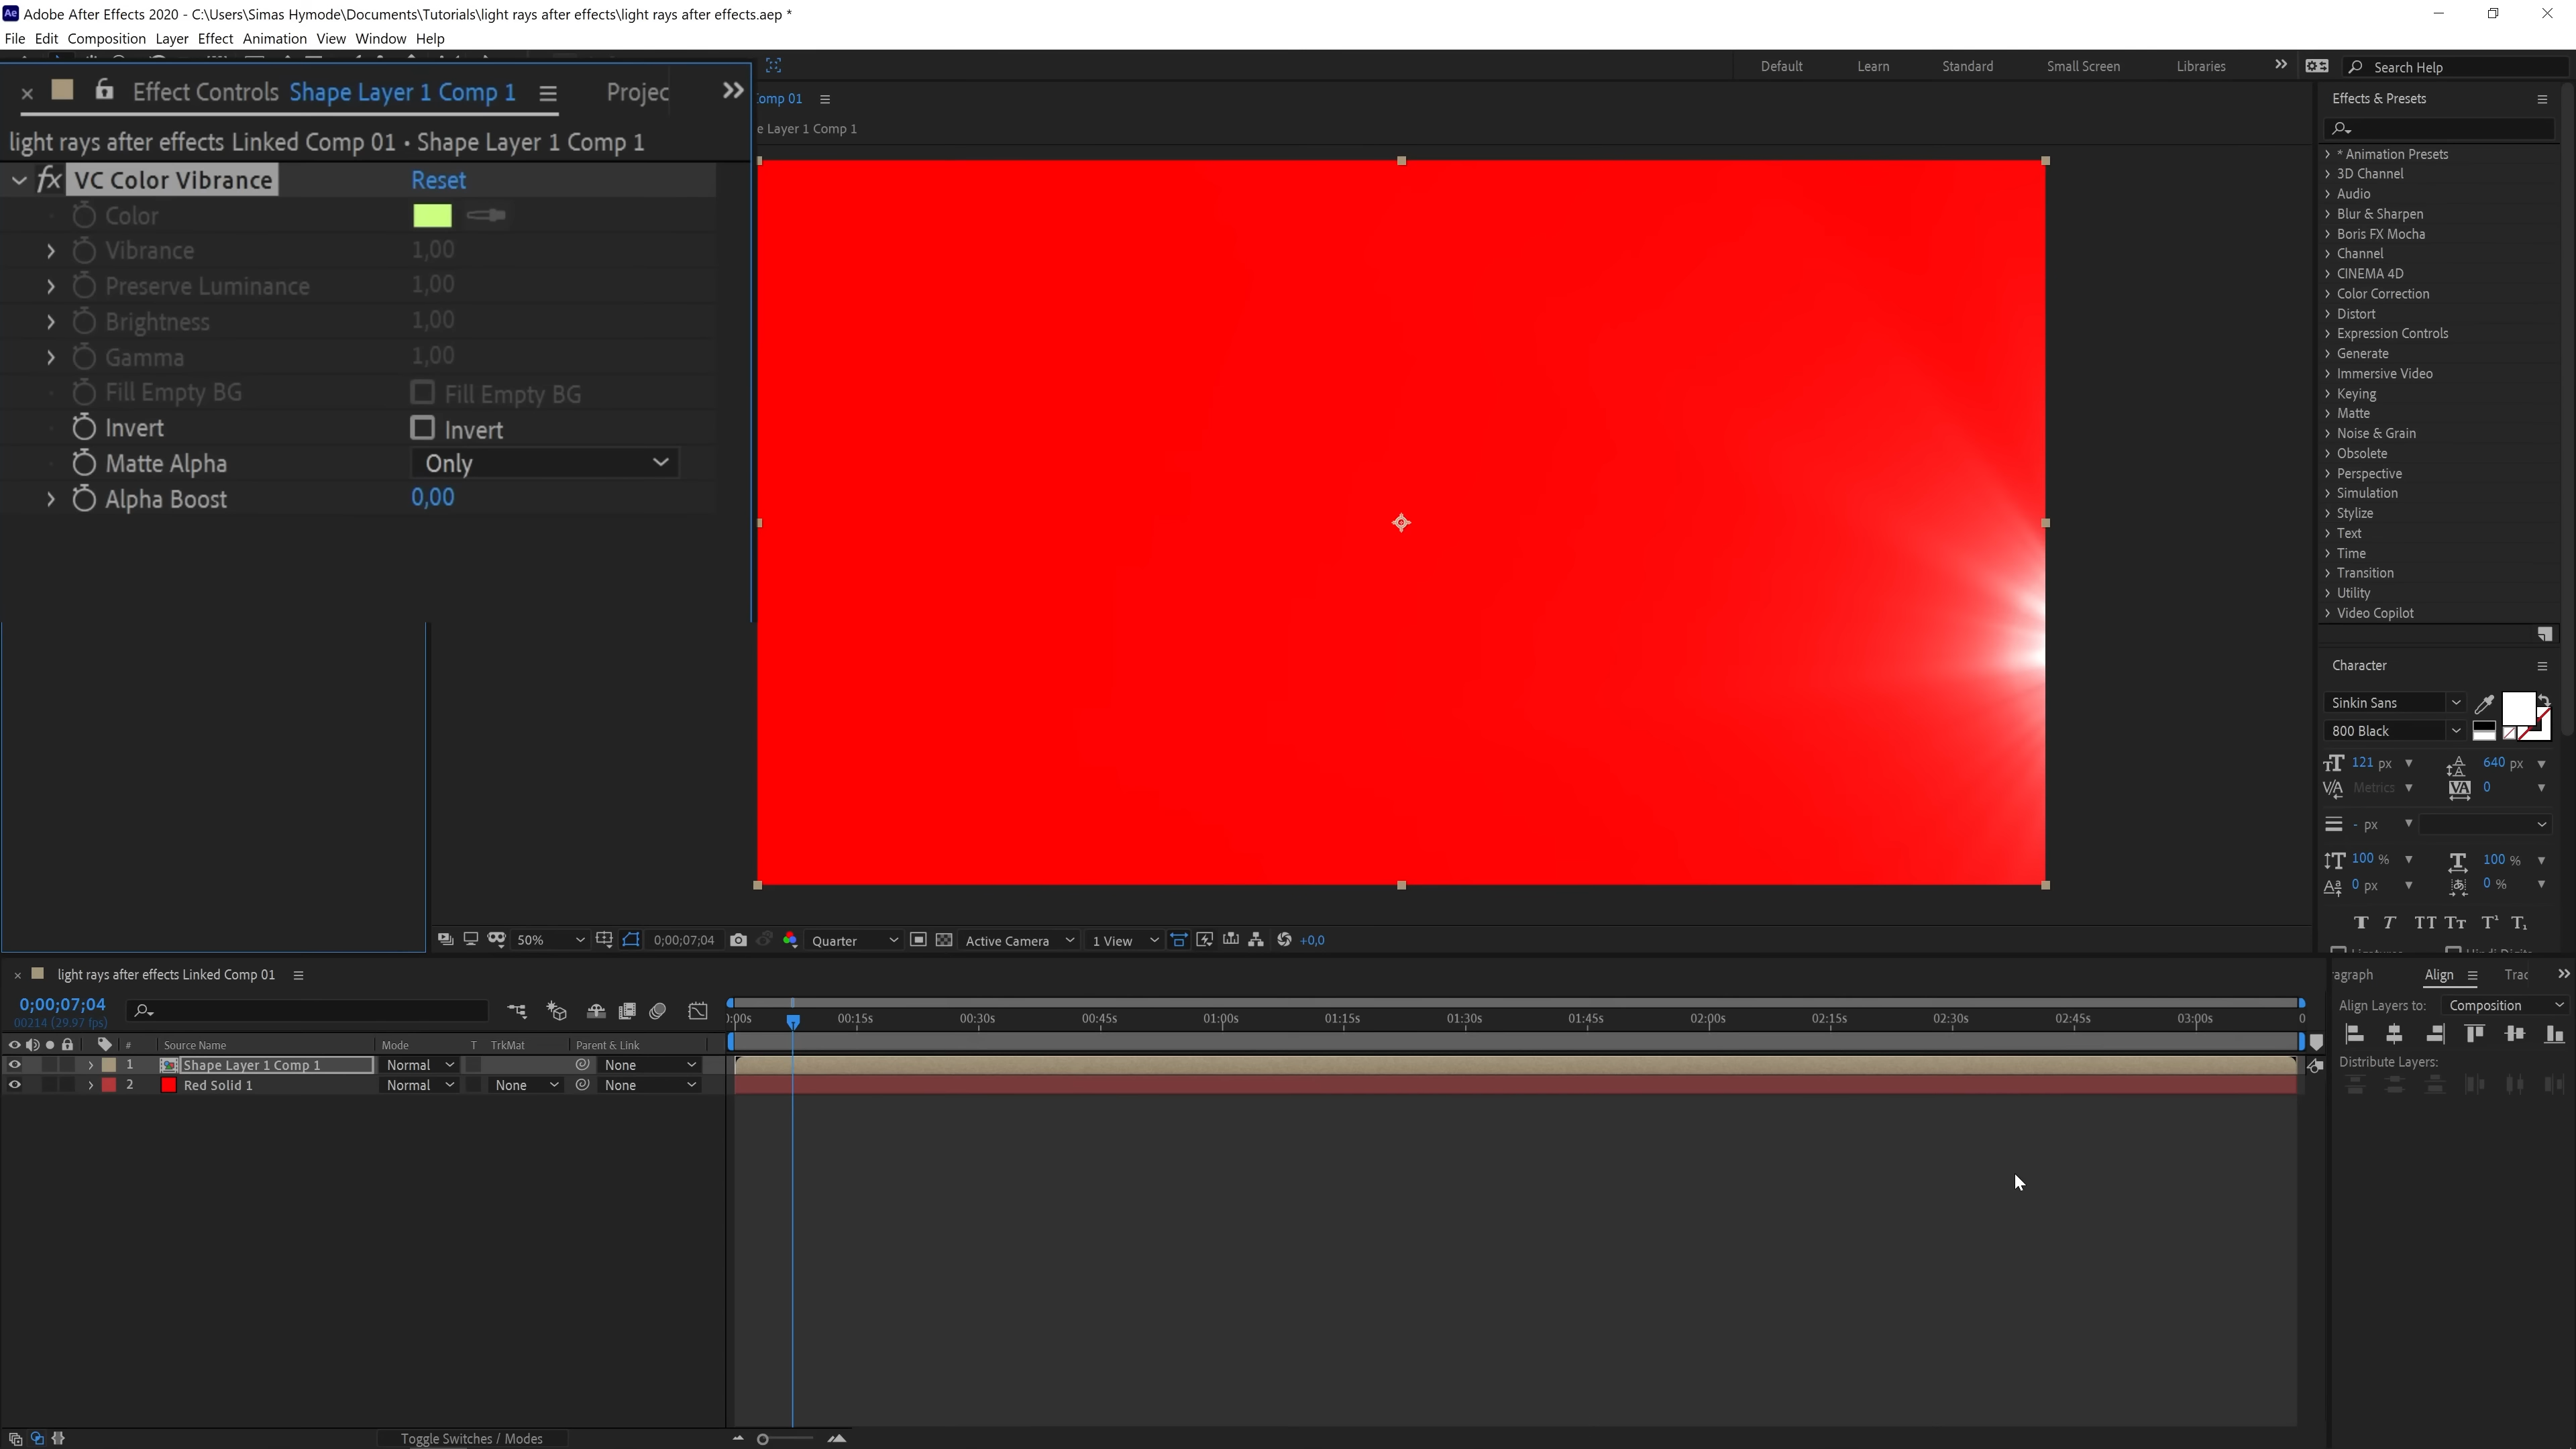 Adobe After Effects 2020 - C:\Users\Simas Hymode\Documents\Tutorials\light rays after effects\light rays after effects.aep *
File Edit Composition Layer Effect Animation View Window Help
Default Learn Standard Small Screen Libraries Search Help
Effect Controls Shape Layer 1 Comp 1 Projec
light rays after effects Linked Comp 01 • Shape Layer 1 Comp 1
fx VC Color Vibrance Reset
Color
Vibrance 1,00
Preserve Luminance 1,00
Brightness 1,00
Gamma 1,00
Fill Empty BG Fill Empty BG
Invert Invert
Matte Alpha Only
Alpha Boost 0,00
omp 01
e Layer 1 Comp 1
50% 0;00;07;04 Quarter Active Camera 1 View +0,0
Effects & Presets
* Animation Presets
3D Channel
Audio
Blur & Sharpen
Boris FX Mocha
Channel
CINEMA 4D
Color Correction
Distort
Expression Controls
Generate
Immersive Video
Keying
Matte
Noise & Grain
Obsolete
Perspective
Simulation
Stylize
Text
Time
Transition
Utility
Video Copilot
Character
Sinkin Sans
800 Black
121 px 640 px
Metrics 0
- px
100 % 100 %
0 px 0 %
light rays after effects Linked Comp 01
0;00;07;04
00214 (29.97 fps)
:00s 00:15s 00:30s 00:45s 01:00s 01:15s 01:30s 01:45s 02:00s 02:15s 02:30s 02:45s 03:00s 0
# Source Name Mode T TrkMat Parent & Link
1 Shape Layer 1 Comp 1 Normal None
2 Red Solid 1 Normal None None
Toggle Switches / Modes
agraph Align Trac
Align Layers to: Composition
Distribute Layers: